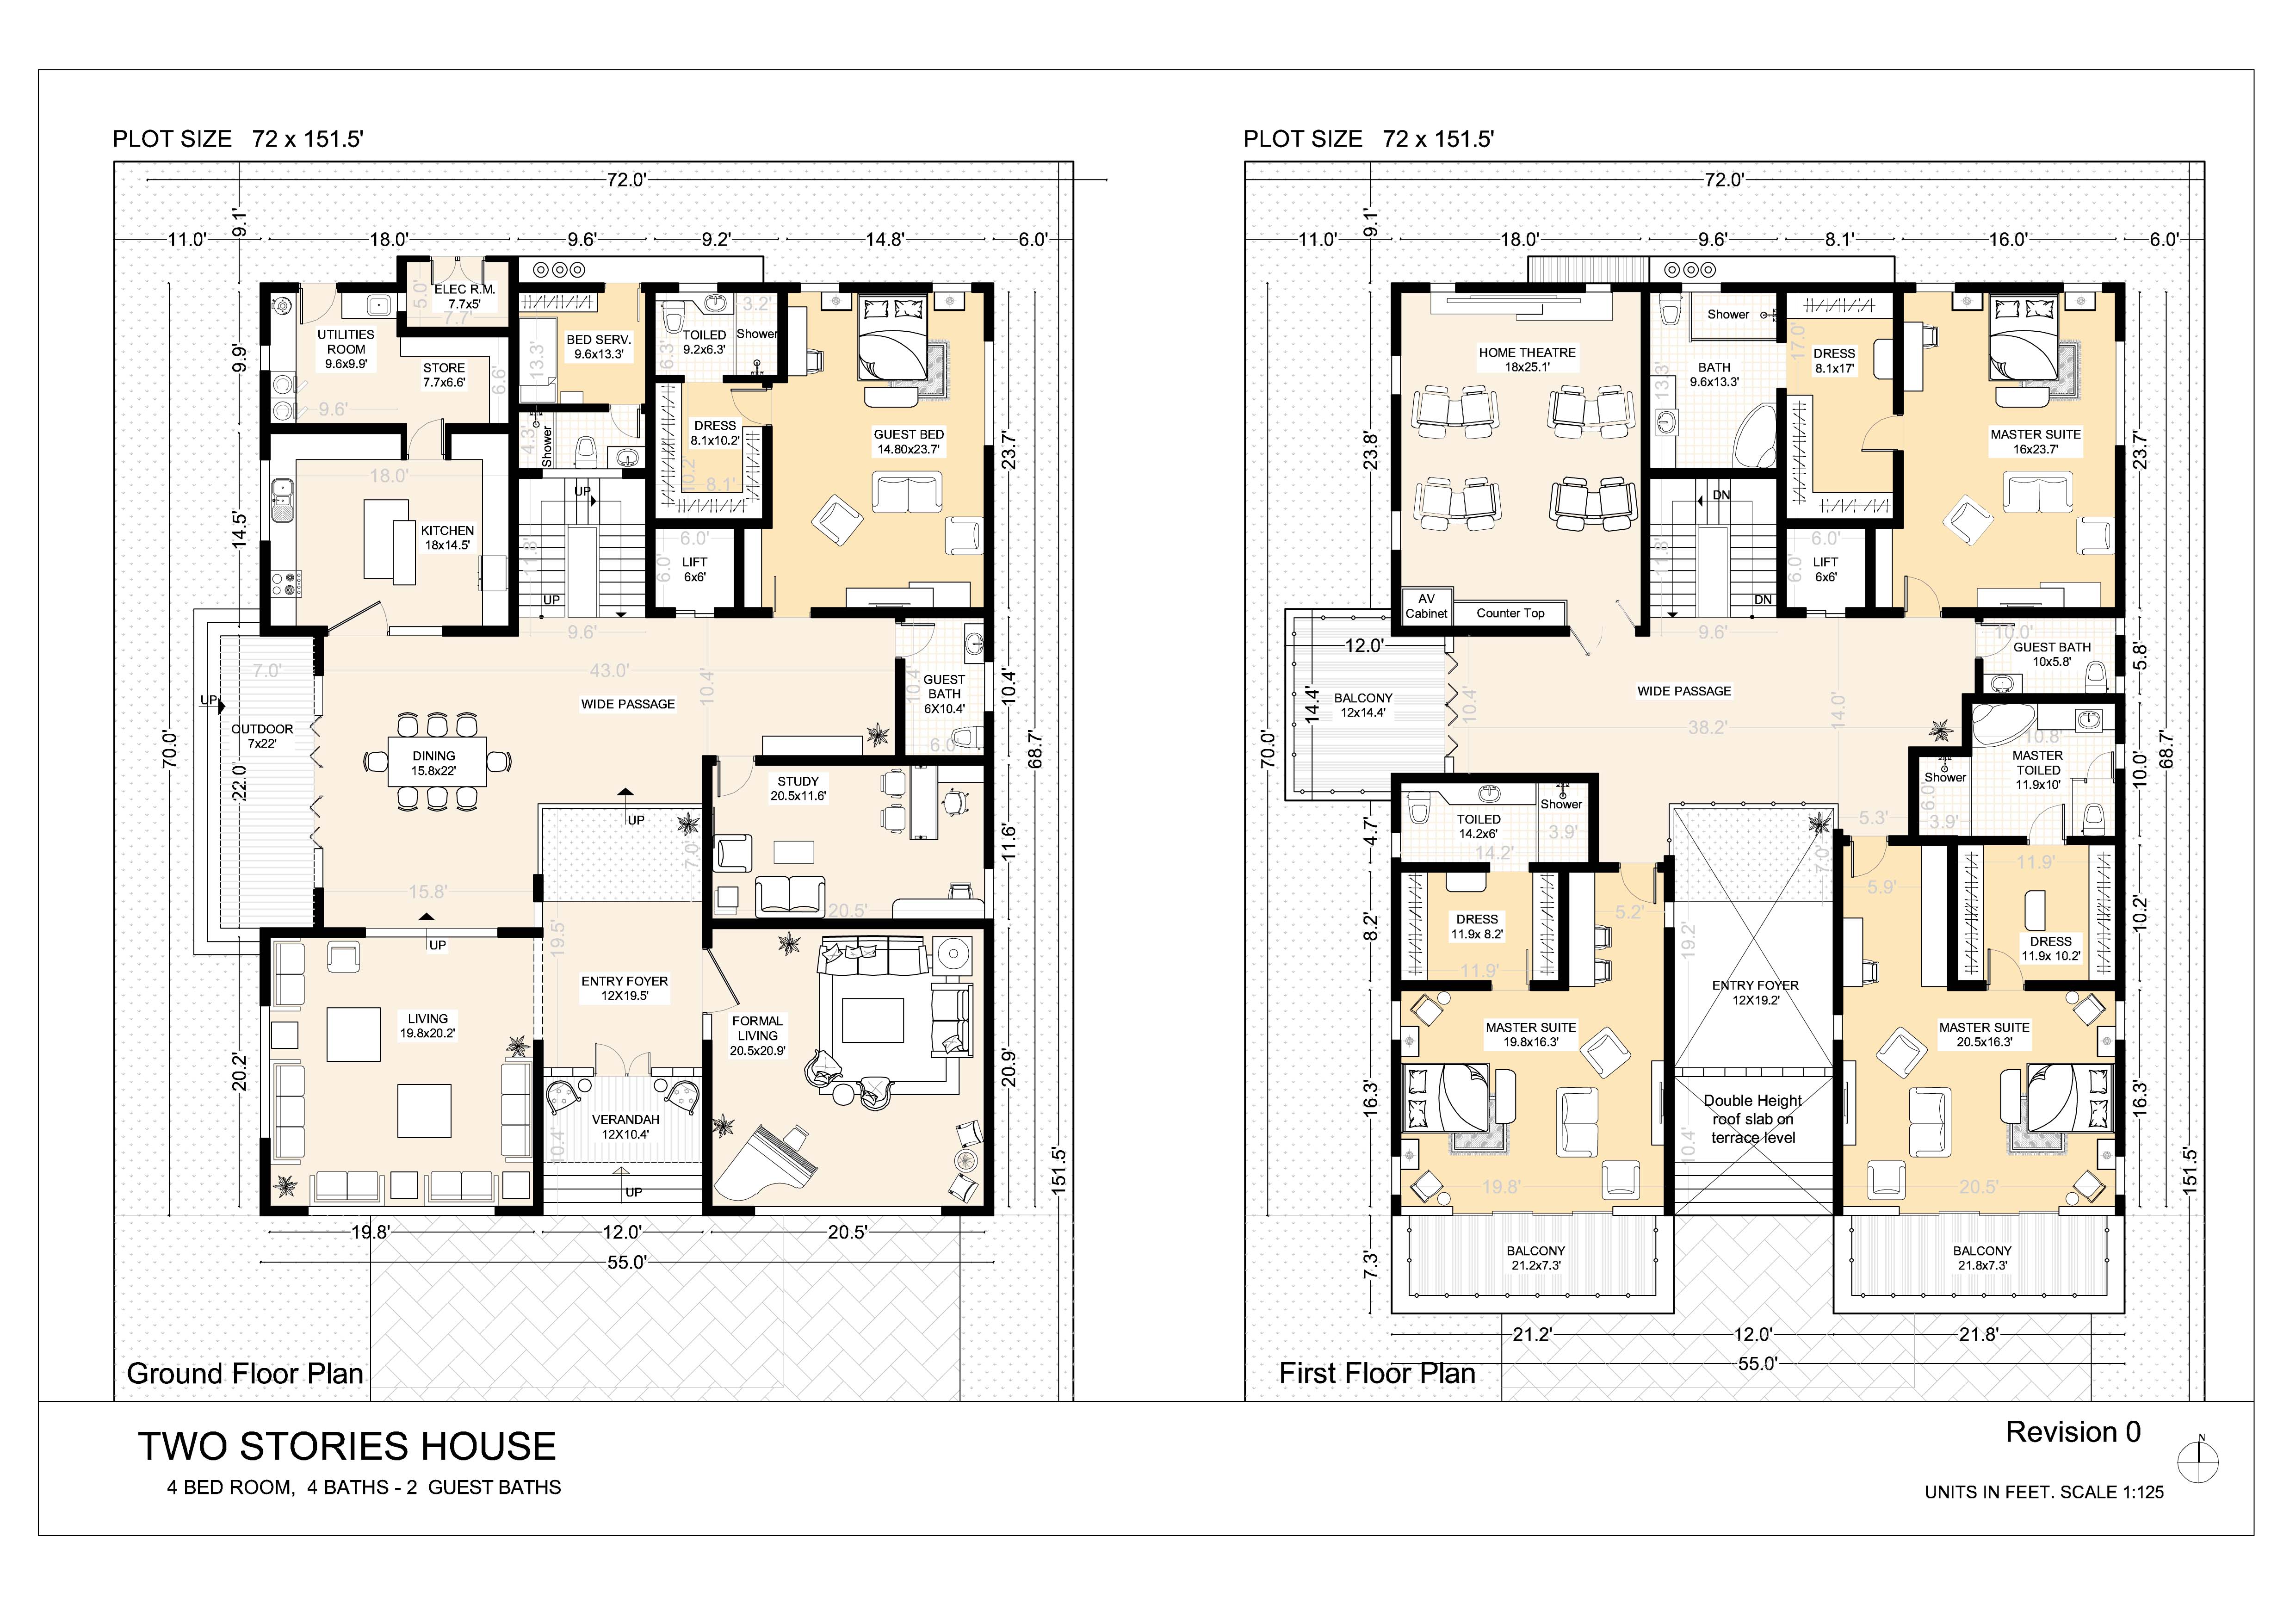 PLOT SIZE 72 x 151.5'
72.0'
9.1'
11.0'
18.0'
9.6'
9.2'
14.8'
6.0'
5.0'
ELEC R.M.
7.7x5'
7.7'
UTILITIES
ROOM
9.6x9.9'
9.9'
9.6'
STORE
7.7x6.6'
6.6'
BED SERV.
9.6x13.3'
13.3'
TOILED
9.2x6.3'
6.3'
3.2'
Shower
DRESS
8.1x10.2'
10.2'
8.1'
GUEST BED
14.80x23.7'
23.7'
4.3'
Shower
18.0'
KITCHEN
18x14.5'
14.5'
UP
11.8'
UP
9.6'
6.0'
6.0'
LIFT
6x6'
7.0'
UP
OUTDOOR
7x22'
22.0'
70.0'
43.0'
WIDE PASSAGE
10.4'
GUEST
BATH
6X10.4'
10.4'
6.0'
10.4'
68.7'
DINING
15.8x22'
15.8'
UP
UP
7.0'
STUDY
20.5x11.6'
20.5'
11.6'
UP
19.5'
ENTRY FOYER
12X19.5'
LIVING
19.8x20.2'
20.2'
FORMAL
LIVING
20.5x20.9'
20.9'
VERANDAH
12X10.4'
10.4'
UP
151.5'
19.8'
12.0'
20.5'
55.0'
Ground Floor Plan
PLOT SIZE 72 x 151.5'
72.0'
9.1'
11.0'
18.0'
9.6'
8.1'
16.0'
6.0'
HOME THEATRE
18x25.1'
23.8'
Shower
BATH
9.6x13.3'
13.3'
17.0'
DRESS
8.1x17'
MASTER SUITE
16x23.7'
23.7'
DN
11.8'
DN
9.6'
6.0'
6.0'
LIFT
6x6'
AV
Cabinet
Counter Top
12.0'
14.4'
BALCONY
12x14.4'
70.0'
10.4'
WIDE PASSAGE
38.2'
14.0'
10.0'
GUEST BATH
10x5.8'
5.8'
10.8'
MASTER
TOILED
11.9x10'
10.0'
68.7'
Shower
6.0'
3.9'
5.3'
4.7'
TOILED
14.2x6'
14.2'
Shower
3.9'
7.0'
5.9'
11.9'
DRESS
11.9x 10.2'
10.2'
DRESS
11.9x 8.2'
8.2'
11.9'
5.2'
19.2'
ENTRY FOYER
12X19.2'
MASTER SUITE
19.8x16.3'
16.3'
19.8'
MASTER SUITE
20.5x16.3'
16.3'
20.5'
Double Height
roof slab on
terrace level
10.4'
151.5'
7.3'
BALCONY
21.2x7.3'
BALCONY
21.8x7.3'
21.2'
12.0'
21.8'
55.0'
First Floor Plan
TWO STORIES HOUSE
4 BED ROOM, 4 BATHS - 2 GUEST BATHS
Revision 0
N
UNITS IN FEET. SCALE 1:125